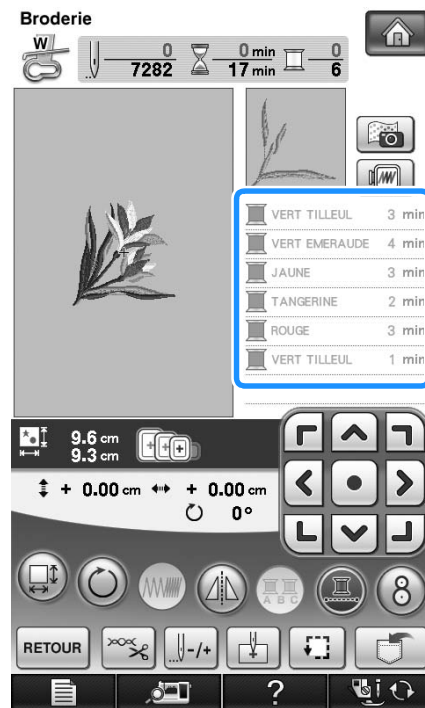 Broderie
W
0 0 min 0
7282 17 min 6
VERT TILLEUL 3 min
VERT EMERAUDE 4 min
JAUNE 3 min
TANGERINE 2 min
ROUGE 3 min
VERT TILLEUL 1 min
9.6 cm
9.3 cm
+ 0.00 cm + 0.00 cm
0°
A B C
8
RETOUR
-/+
?